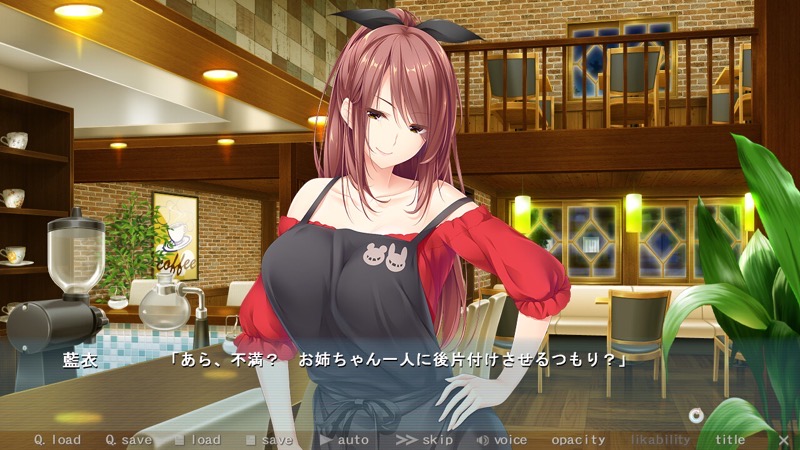 coffee
藍衣
「あら、不満？　お姉ちゃん一人に後片付けさせるつもり？」
Q.load Q.save load save auto skip voice opacity likability title